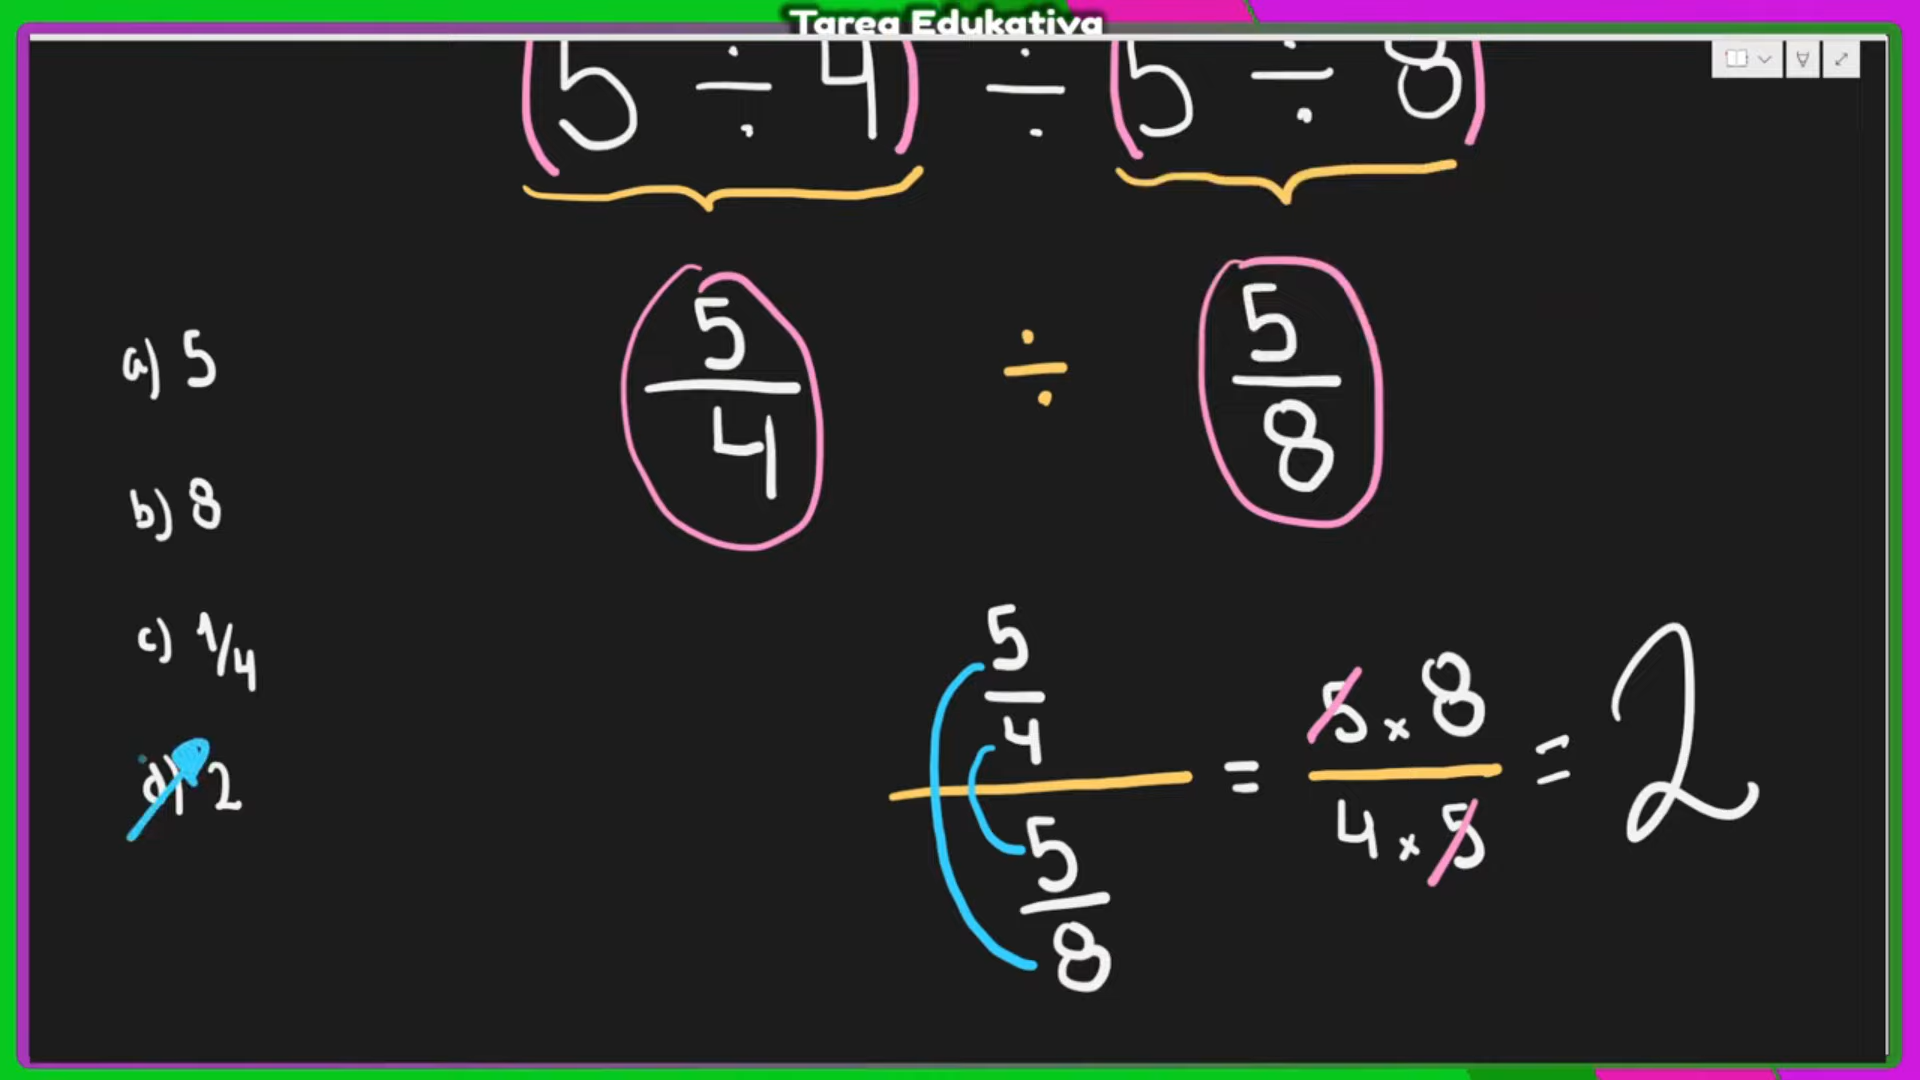 Tarea Edukativa
(5 ÷ 4) ÷ (5 ÷ 8)
5/4 ÷ 5/8
a) 5
b) 8
c) 1/4
d) 2
5/4 / 5/8 = 5 x 8 / 4 x 5 = 2